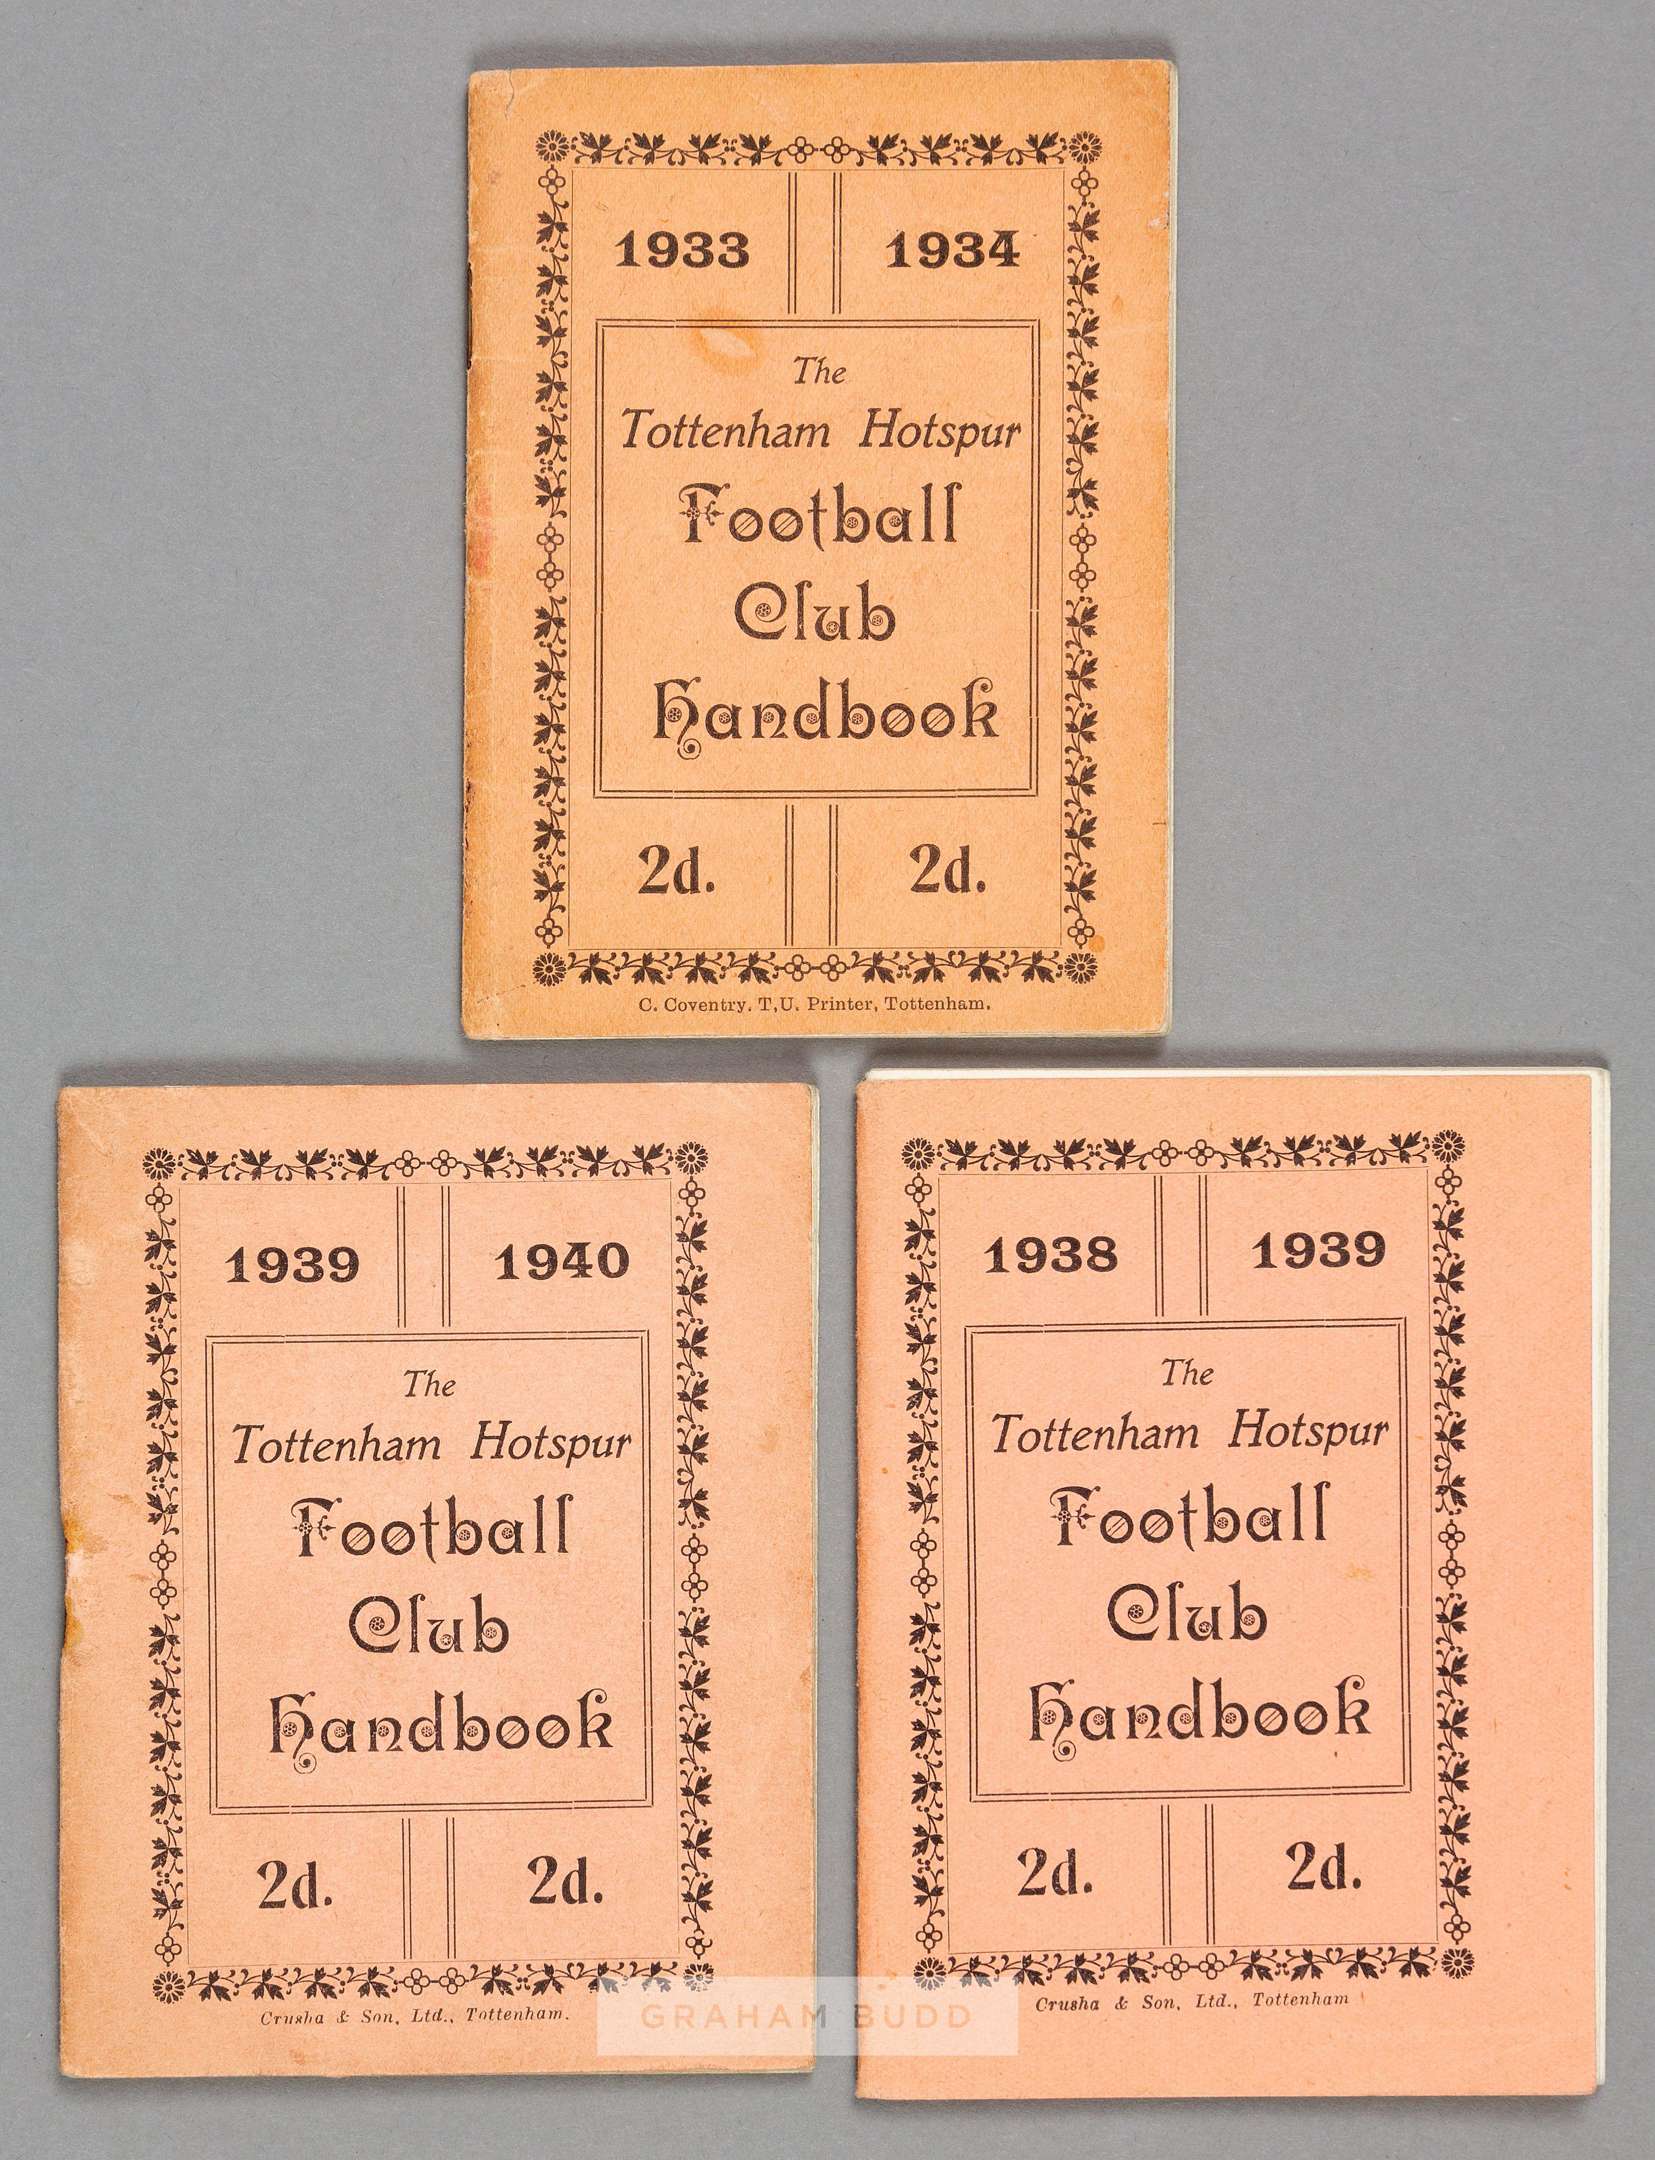 1933 1934
The
Tottenham Hotspur
Football
Club
Handbook
2d. 2d.
C. Coventry. T,U. Printer, Tottenham.
1939 1940
The
Tottenham Hotspur
Football
Club
Handbook
2d. 2d.
Crusha & Son, Ltd., Tottenham.
1938 1939
The
Tottenham Hotspur
Football
Club
Handbook
2d. 2d.
Crusha & Son, Ltd., Tottenham
GRAHAM BUDD